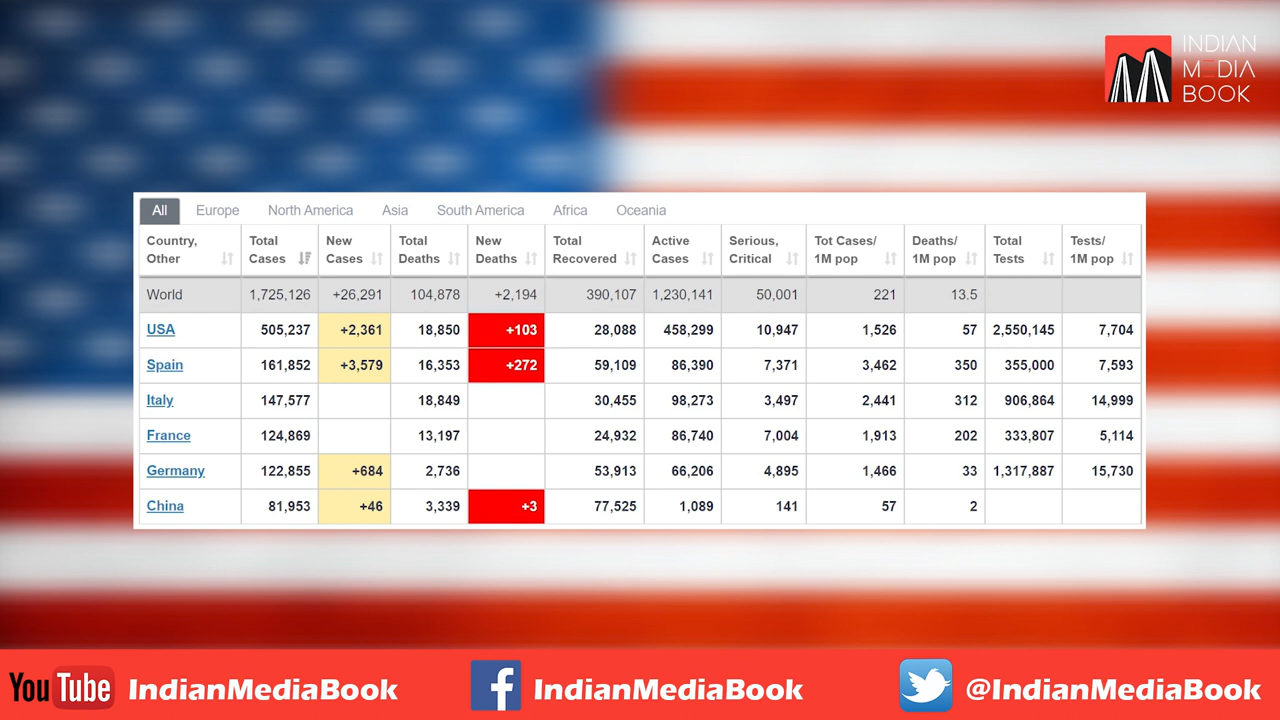 INDIAN
MEDIA
BOOK
All Europe North America Asia South America Africa Oceania
Country, Other Total Cases New Cases Total Deaths New Deaths Total Recovered Active Cases Serious, Critical Tot Cases/ 1M pop Deaths/ 1M pop Total Tests Tests/ 1M pop
World 1,725,126 +26,291 104,878 +2,194 390,107 1,230,141 50,001 221 13.5
USA 505,237 +2,361 18,850 +103 28,088 458,299 10,947 1,526 57 2,550,145 7,704
Spain 161,852 +3,579 16,353 +272 59,109 86,390 7,371 3,462 350 355,000 7,593
Italy 147,577 18,849 30,455 98,273 3,497 2,441 312 906,864 14,999
France 124,869 13,197 24,932 86,740 7,004 1,913 202 333,807 5,114
Germany 122,855 +684 2,736 53,913 66,206 4,895 1,466 33 1,317,887 15,730
China 81,953 +46 3,339 +3 77,525 1,089 141 57 2
YouTube IndianMediaBook f IndianMediaBook @IndianMediaBook